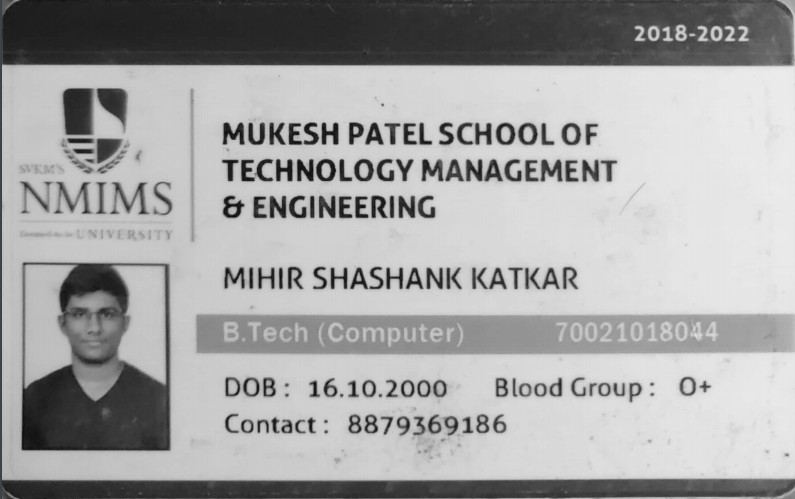 2018-2022
SVKM'S
NMIMS
Deemed-to-be UNIVERSITY
MUKESH PATEL SCHOOL OF
TECHNOLOGY MANAGEMENT
& ENGINEERING
MIHIR SHASHANK KATKAR
B.Tech (Computer) 70021018044
DOB : 16.10.2000 Blood Group : O+
Contact : 8879369186